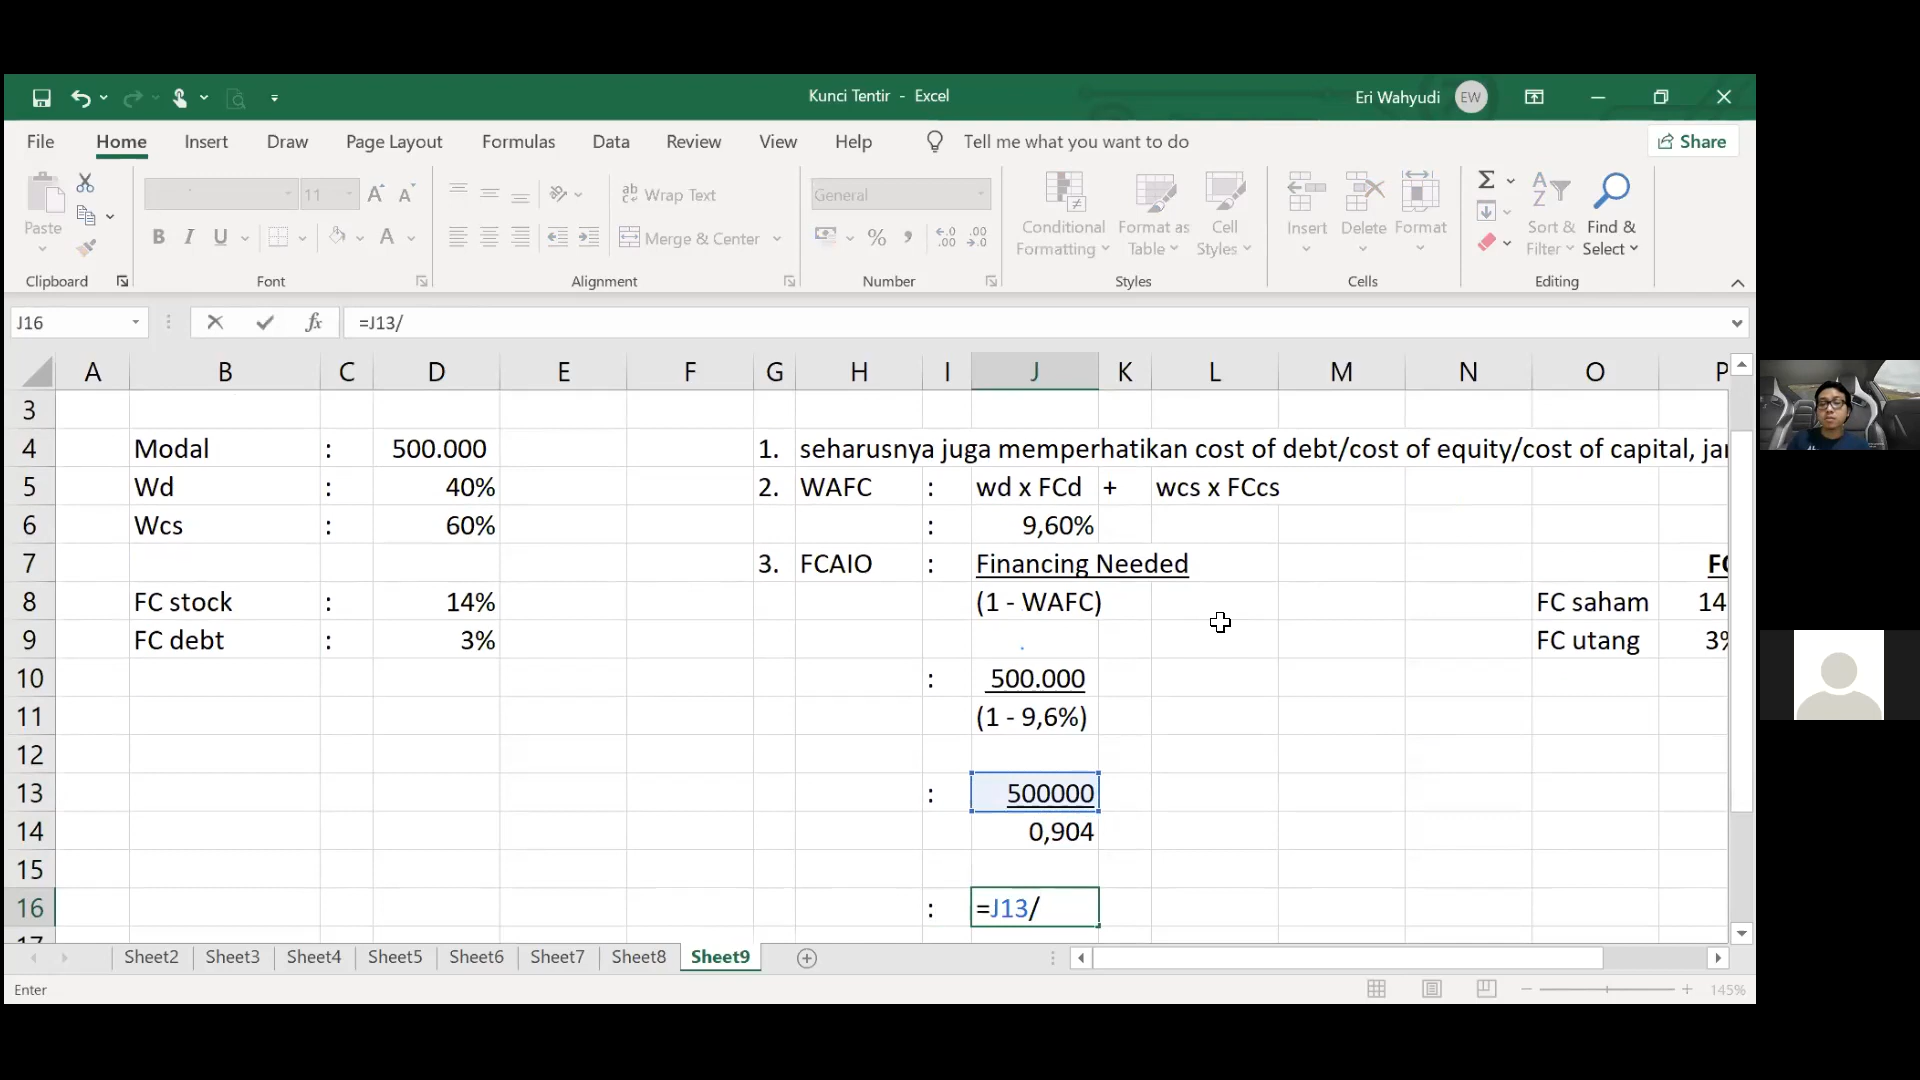 Kunci Tentir - Excel
Eri Wahyudi EW
File Home Insert Draw Page Layout Formulas Data Review View Help Tell me what you want to do Share
Paste
Clipboard
11
B I U A
Font
ab Wrap Text
Merge & Center
Alignment
General
% ,
Number
Conditional Formatting
Format as Table
Cell Styles
Styles
Insert Delete Format
Cells
Sort & Filter
Find & Select
Editing
J16 fx =J13/
A B C D E F G H I J K L M N O P
3
4 Modal : 500.000 1. seharusnya juga memperhatikan cost of debt/cost of equity/cost of capital, jar
5 Wd : 40% 2. WAFC : wd x FCd + wcs x FCcs
6 Wcs : 60% : 9,60%
7 3. FCAIO : Financing Needed
8 FC stock : 14% (1 - WAFC) FC saham 14
9 FC debt : 3% FC utang 3%
10 : 500.000
11 (1 - 9,6%)
12
13 : 500000
14 0,904
15
16 : =J13/
17
Sheet2 Sheet3 Sheet4 Sheet5 Sheet6 Sheet7 Sheet8 Sheet9
Enter 145%